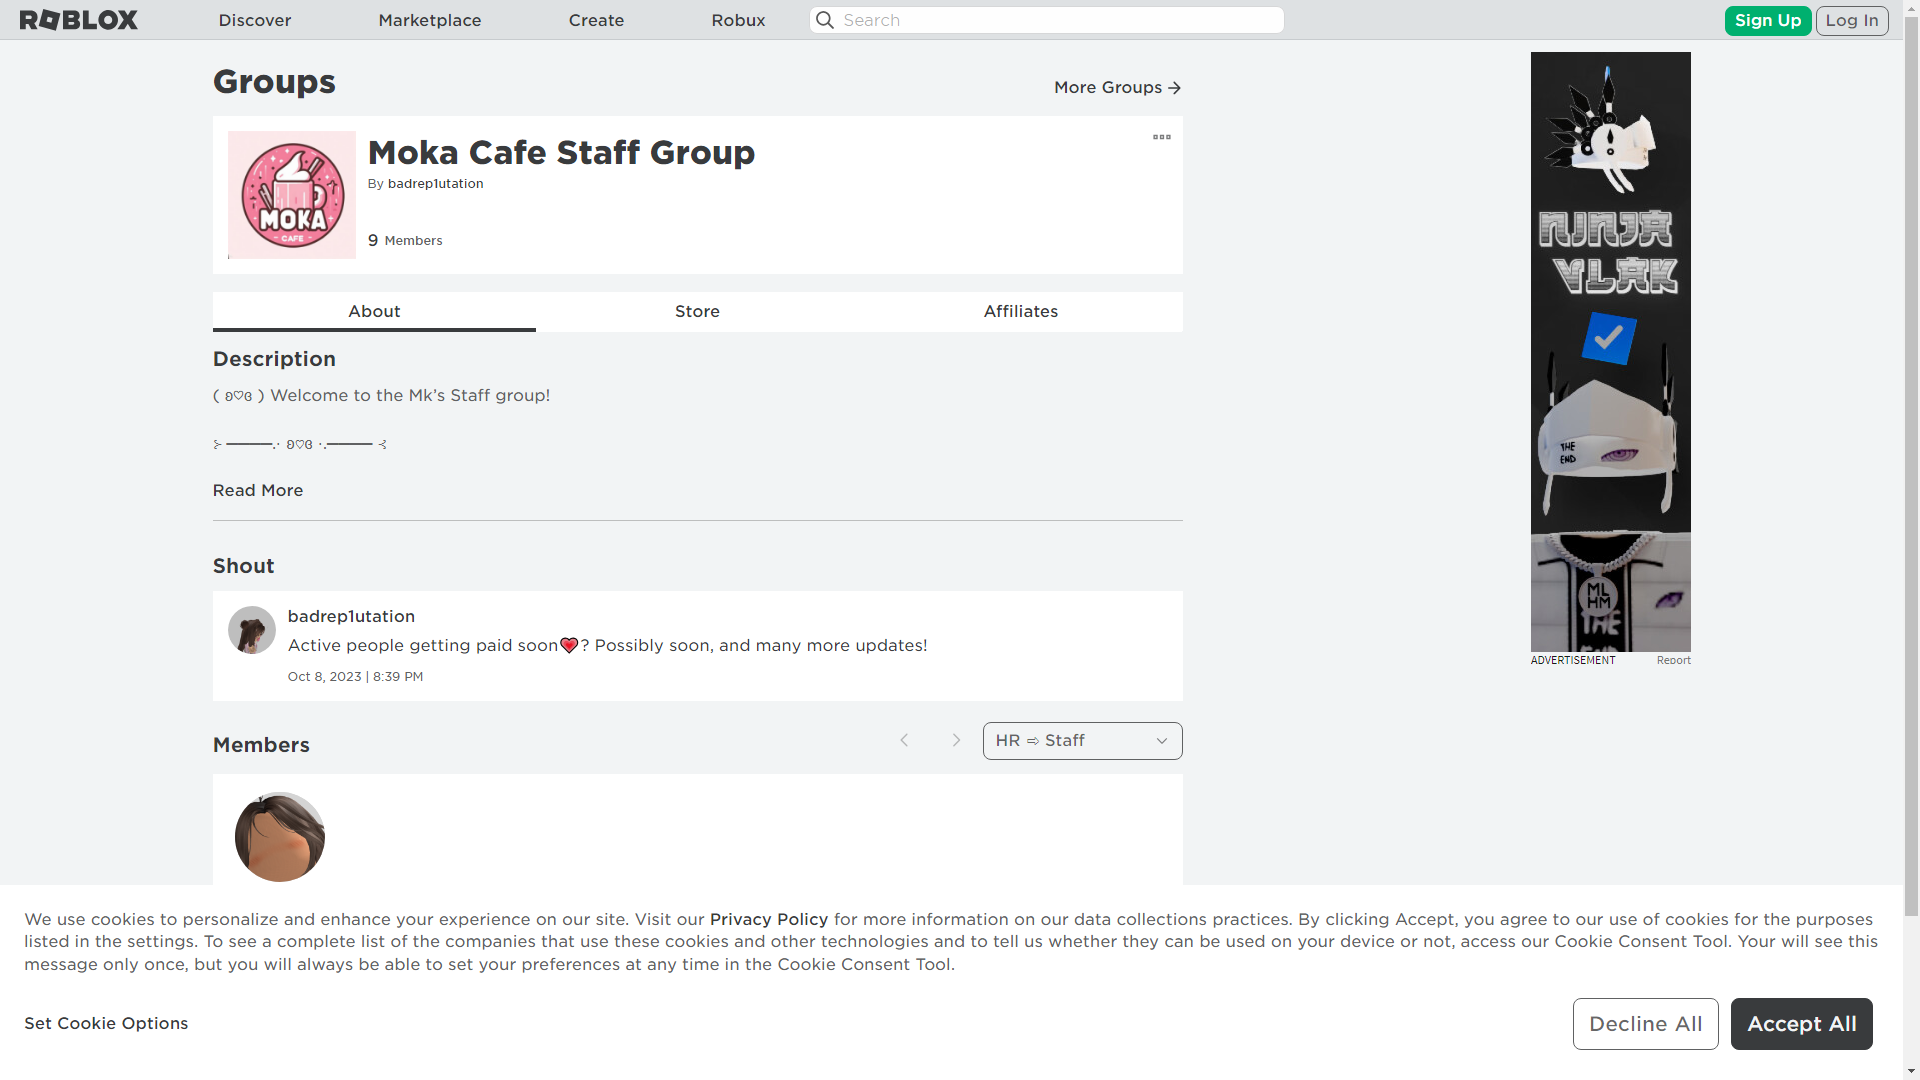 ROBLOX
Discover
Marketplace
Create
Robux
Search
Sign Up
Log In
Groups
More Groups →
MOKA
CAFE
Moka Cafe Staff Group
By badrep1utation
9 Members
About
Store
Affiliates
Description
( ʚ♡ɞ ) Welcome to the Mk’s Staff group!
⊱ ────.· ʚ♡ɞ ·.──── ⊰
Read More
Shout
badrep1utation
Active people getting paid soon💗? Possibly soon, and many more updates!
Oct 8, 2023 | 8:39 PM
Members
HR ⇨ Staff
NINJA
VLAK
THE
END
ML
HM
THE
END
ADVERTISEMENT
Report
We use cookies to personalize and enhance your experience on our site. Visit our Privacy Policy for more information on our data collections practices. By clicking Accept, you agree to our use of cookies for the purposes
listed in the settings. To see a complete list of the companies that use these cookies and other technologies and to tell us whether they can be used on your device or not, access our Cookie Consent Tool. Your will see this
message only once, but you will always be able to set your preferences at any time in the Cookie Consent Tool.
Set Cookie Options
Decline All
Accept All